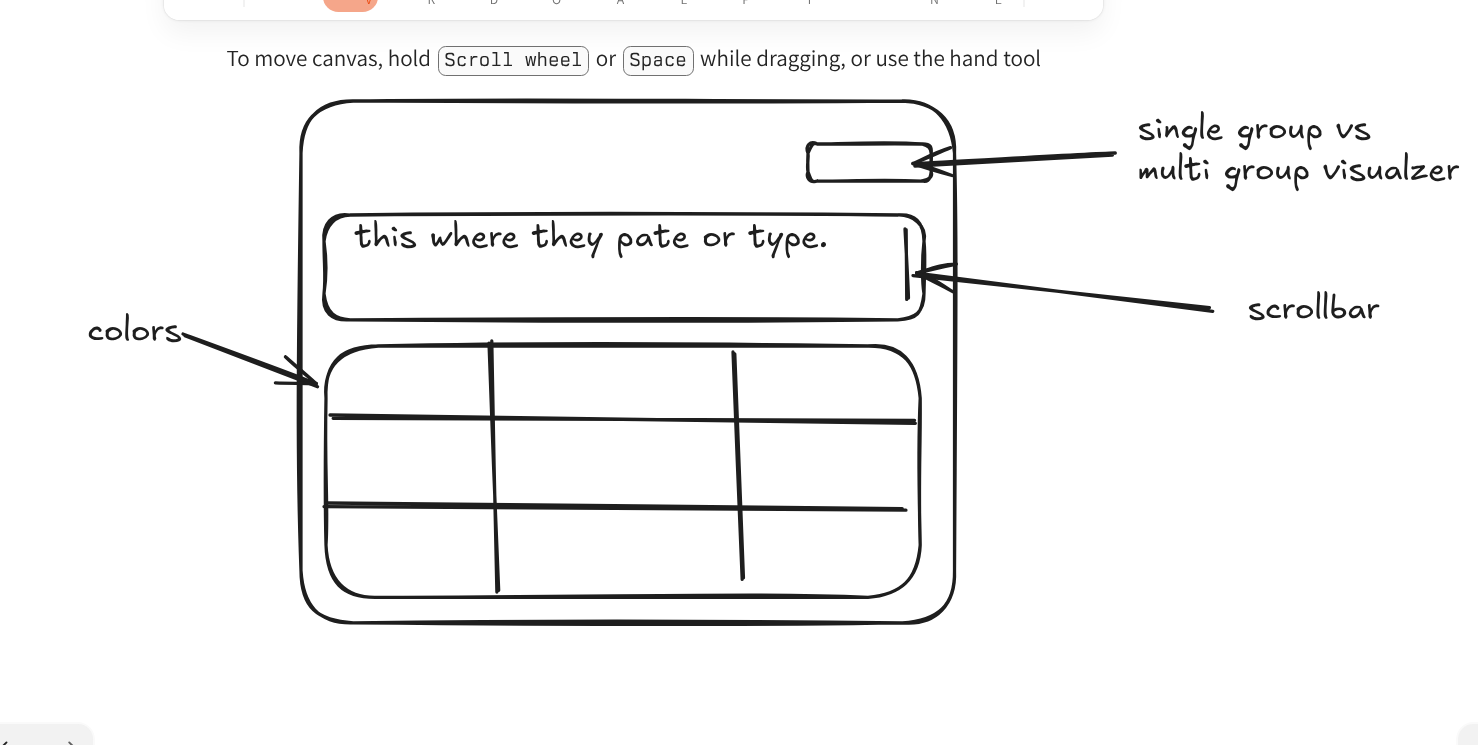 To move canvas, hold Scroll wheel or Space while dragging, or use the hand tool
single group vs
multi group visualzer
this where they pate or type.
scrollbar
colors